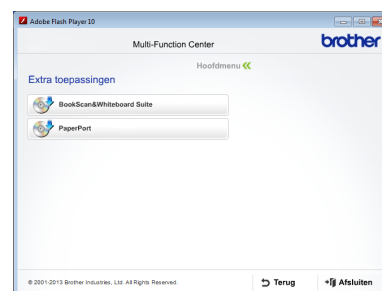 Adobe Flash Player 10
Multi-Function Center
brother
Hoofdmenu
Extra toepassingen
BookScan&Whiteboard Suite
PaperPort
© 2001-2013 Brother Industries, Ltd. All Rights Reserved.
Terug
Afsluiten